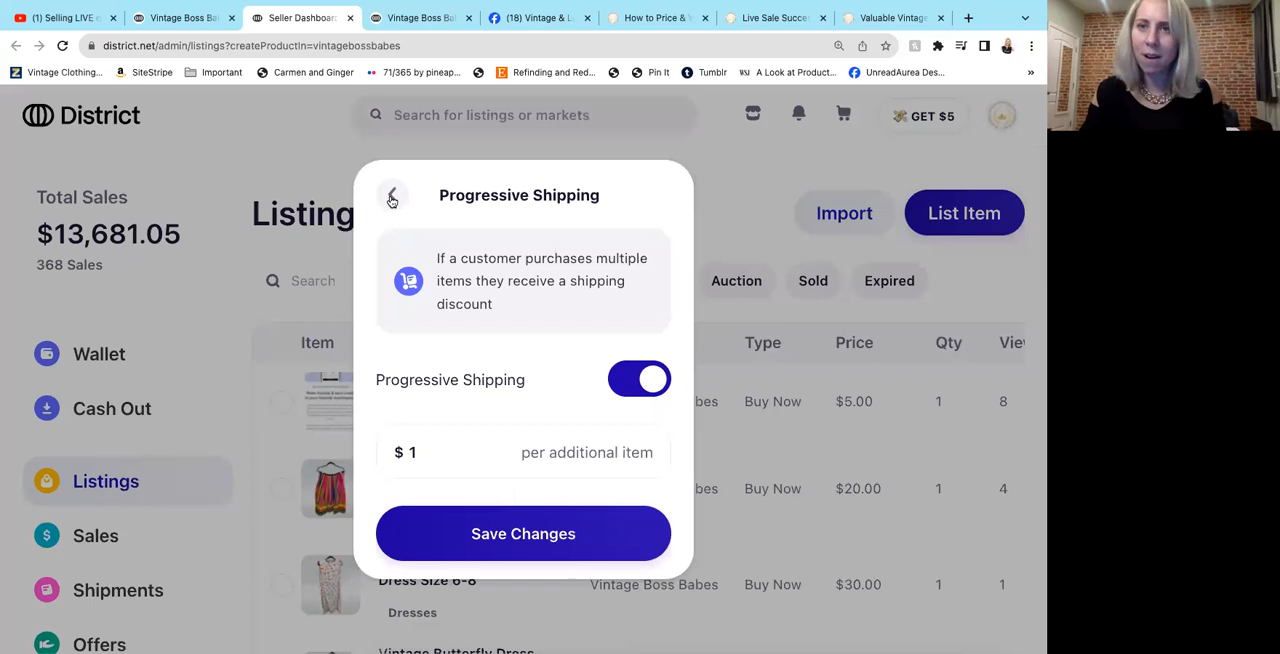 (1) Selling LIVE o
Vintage Boss Bab
Seller Dashboard
Vintage Boss Bab
(18) Vintage & L
How to Price & 
Live Sale Succe
Valuable Vintage
district.net/admin/listings?createProductIn=vintagebossbabes
Vintage Clothing...
SiteStripe
Important
Carmen and Ginger
71/365 by pineap...
Refinding and Red...
Pin It
Tumblr
WSJ
A Look at Product...
UnreadAurea Des...
District
Search for listings or markets
GET $5
Total Sales
$13,681.05
368 Sales
Wallet
Cash Out
Listings
Sales
Shipments
Offers
Listing
Import
List Item
Search
Auction
Sold
Expired
Item
Type
Price
Qty
Vie
bes
Buy Now
$5.00
1
8
bes
Buy Now
$20.00
1
4
Dress Size 6-8
Vintage Boss Babes
Buy Now
$30.00
1
1
Dresses
Vintage Butterfly Dress
Progressive Shipping
If a customer purchases multiple
items they receive a shipping
discount
Progressive Shipping
$ 1
per additional item
Save Changes